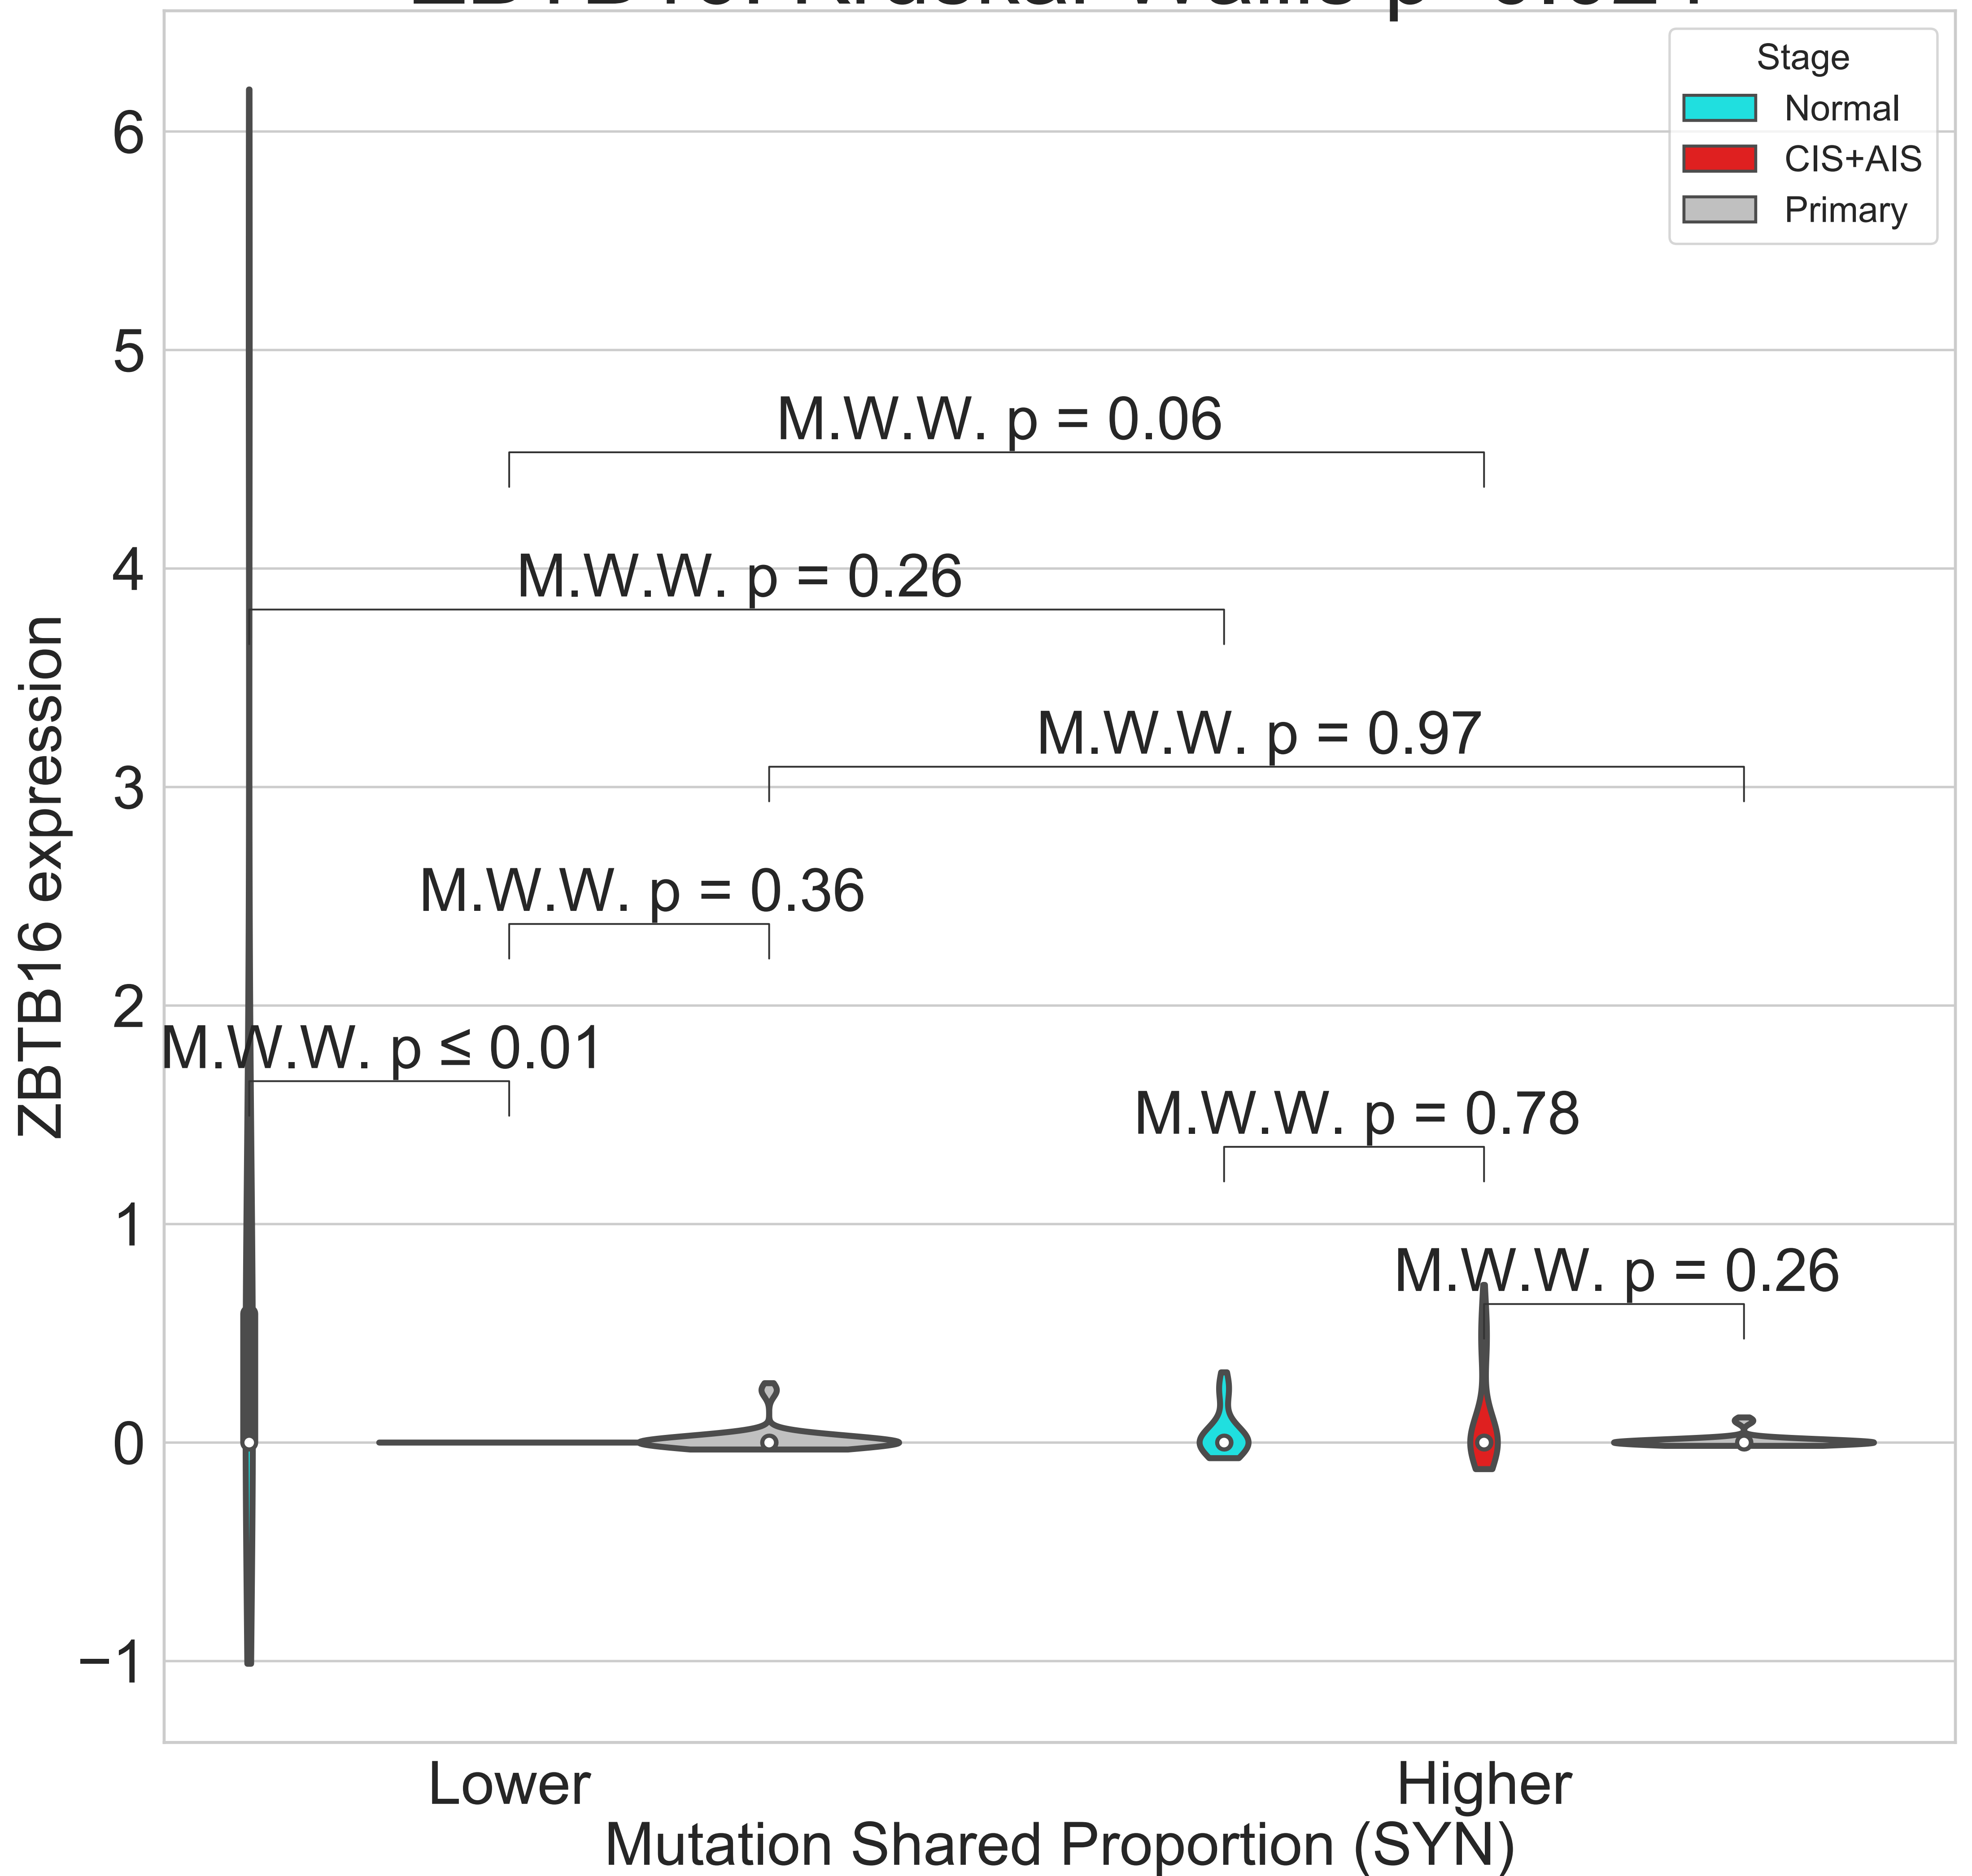 Stage
Normal
CIS+AIS
Primary
6
5
4
3
2
1
0
−1
ZBTB16 expression
M.W.W. p = 0.06
M.W.W. p = 0.26
M.W.W. p = 0.97
M.W.W. p = 0.36
M.W.W. p ≤ 0.01
M.W.W. p = 0.78
M.W.W. p = 0.26
Lower
Higher
Mutation Shared Proportion (SYN)